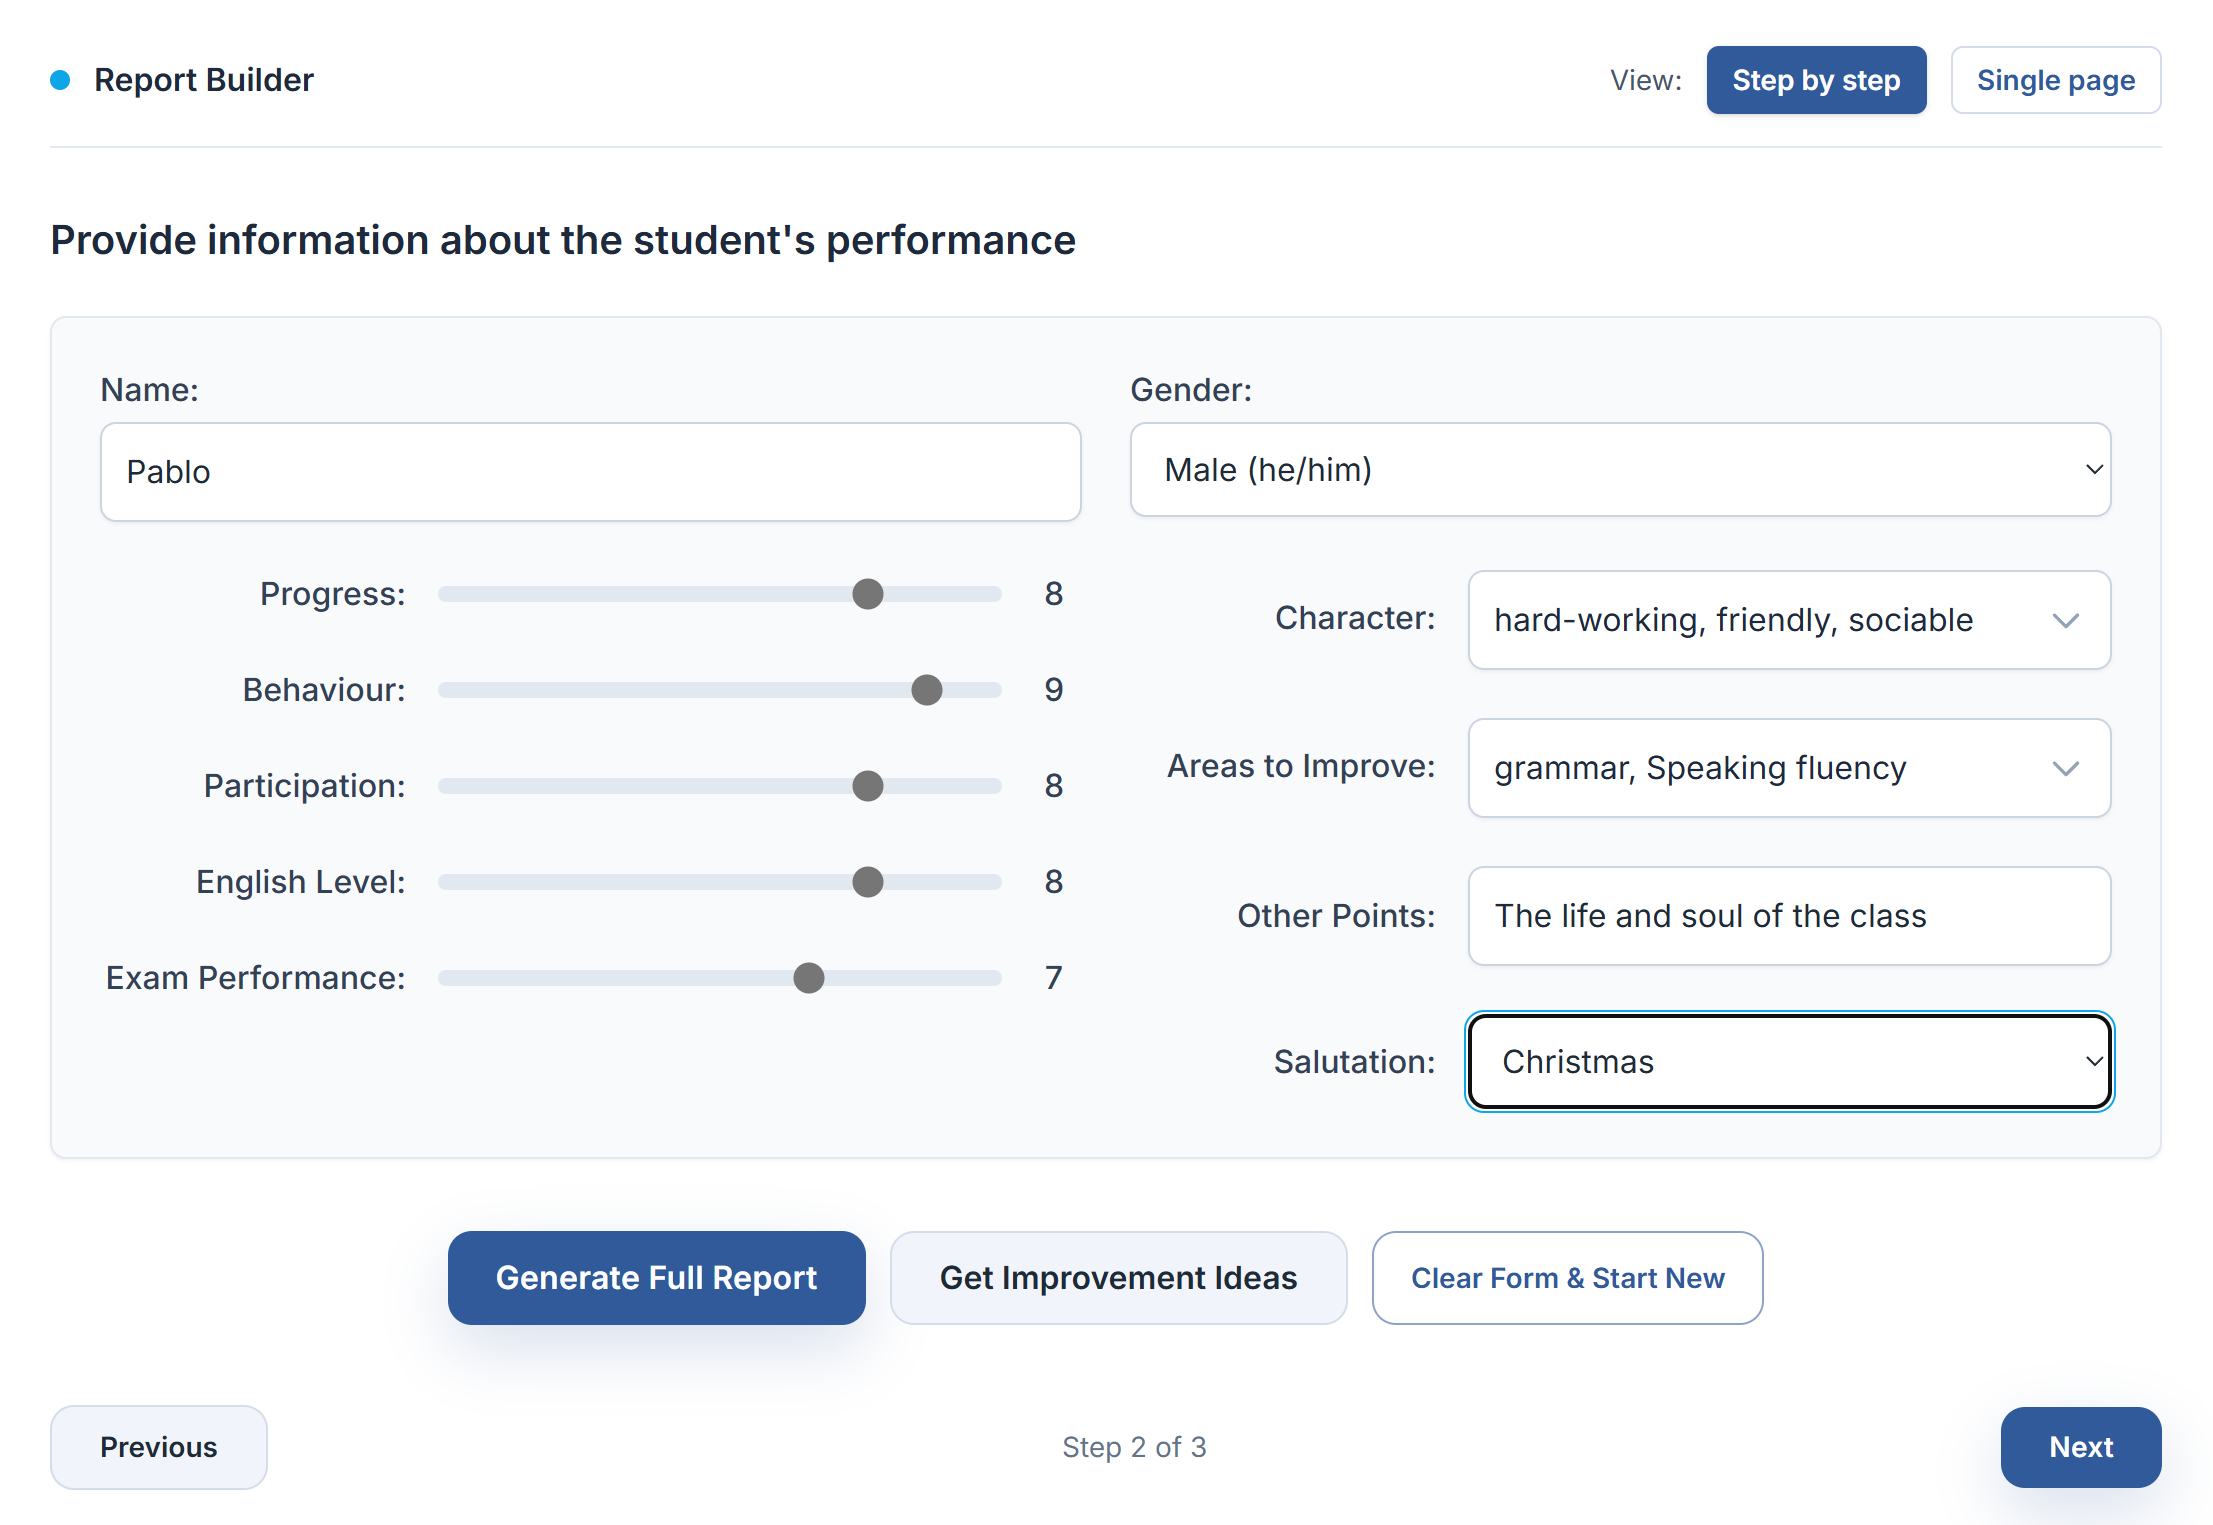 Report Builder
View: Step by step Single page
Provide information about the student's performance
Name:
Pablo
Gender:
Male (he/him)
Progress: 8
Behaviour: 9
Participation: 8
English Level: 8
Exam Performance: 7
Character: hard-working, friendly, sociable
Areas to Improve: grammar, Speaking fluency
Other Points: The life and soul of the class
Salutation: Christmas
Generate Full Report Get Improvement Ideas Clear Form & Start New
Previous Step 2 of 3 Next